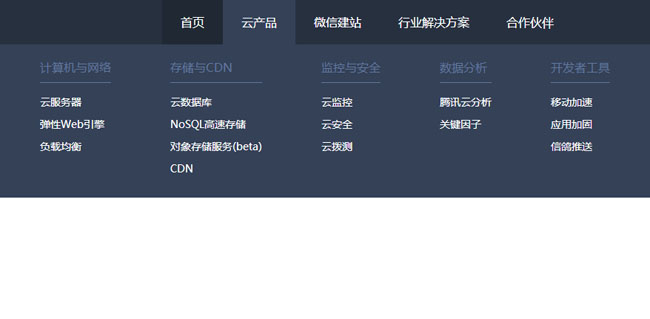 首页 云产品 微信建站 行业解决方案 合作伙伴
计算机与网络 存储与CDN 监控与安全 数据分析 开发者工具
云服务器 云数据库 云监控 腾讯云分析 移动加速
弹性Web引擎 NoSQL高速存储 云安全 关键因子 应用加固
负载均衡 对象存储服务(beta) 云拨测 信鸽推送
CDN